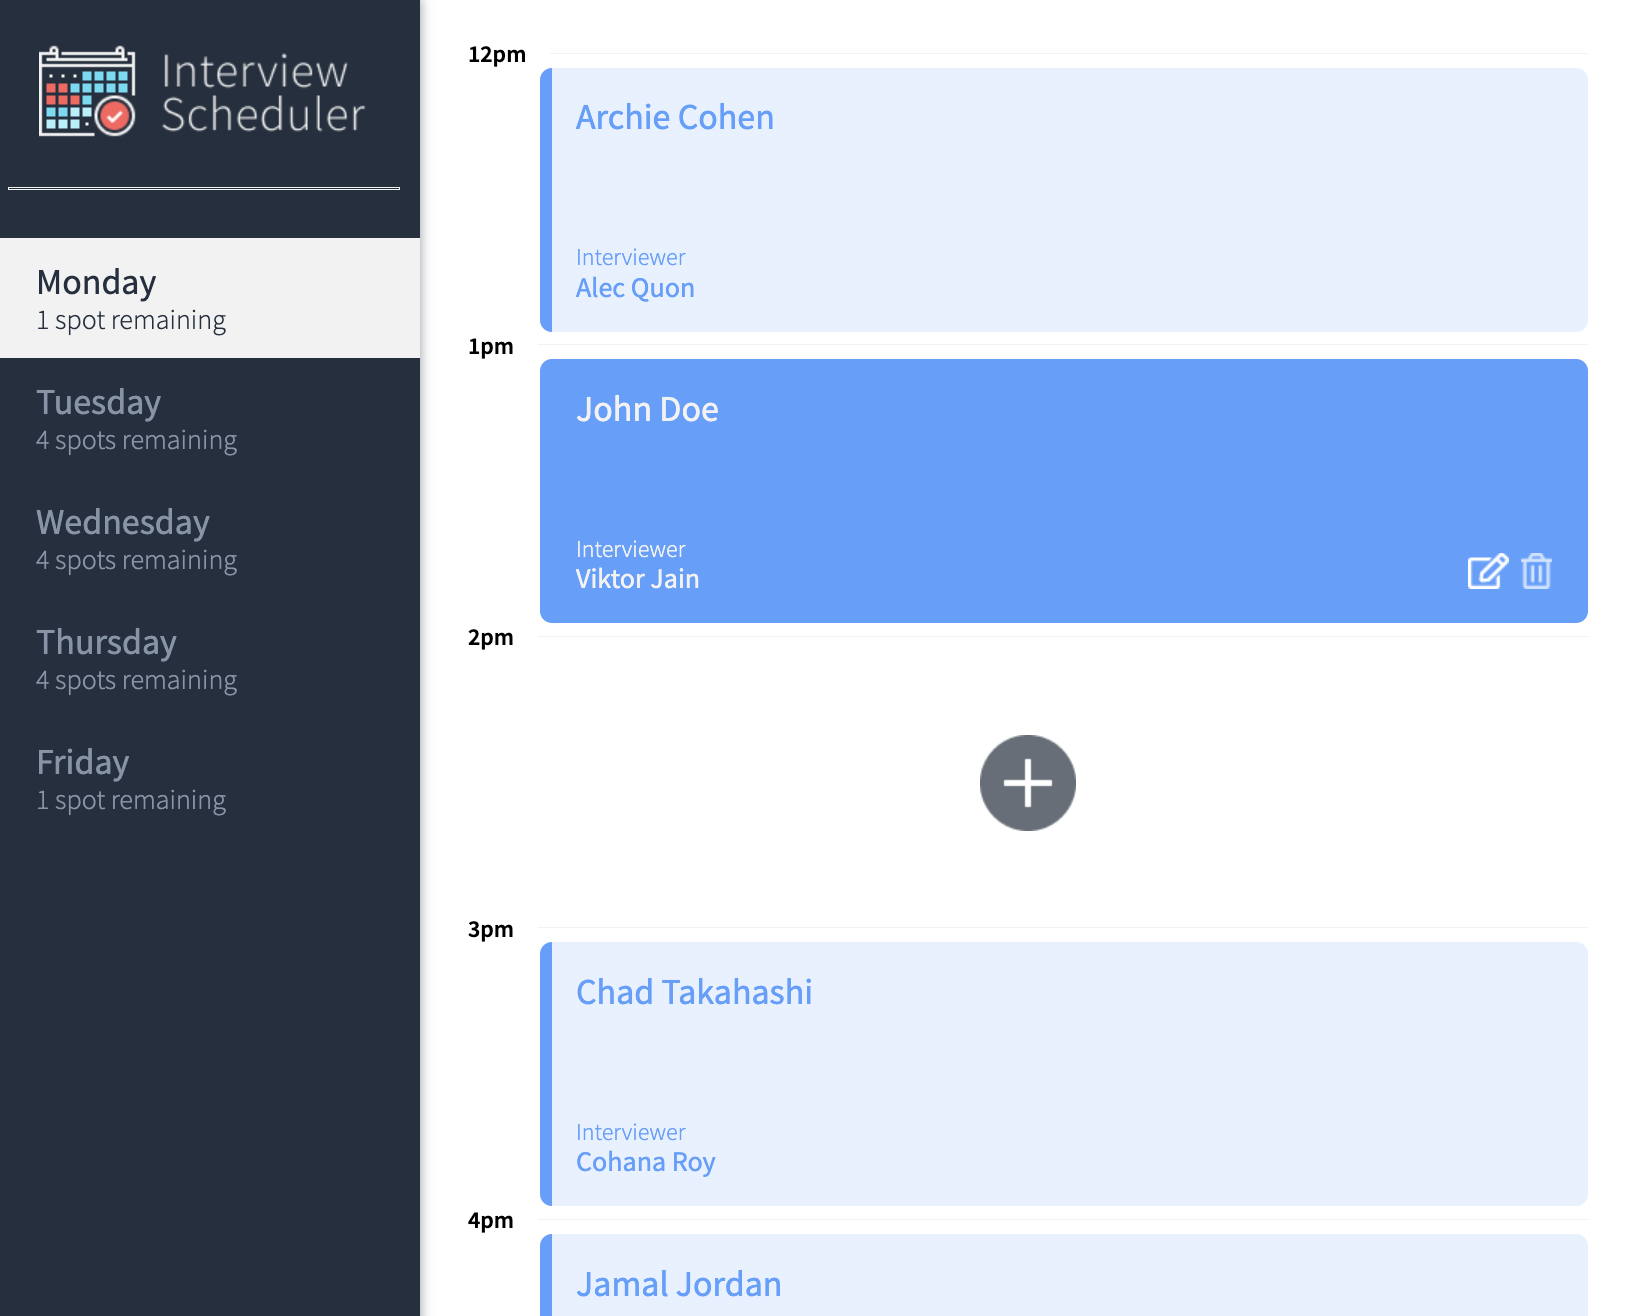 Interview
Scheduler
Monday
1 spot remaining
Tuesday
4 spots remaining
Wednesday
4 spots remaining
Thursday
4 spots remaining
Friday
1 spot remaining
12pm
Archie Cohen
Interviewer
Alec Quon
1pm
John Doe
Interviewer
Viktor Jain
2pm
3pm
Chad Takahashi
Interviewer
Cohana Roy
4pm
Jamal Jordan